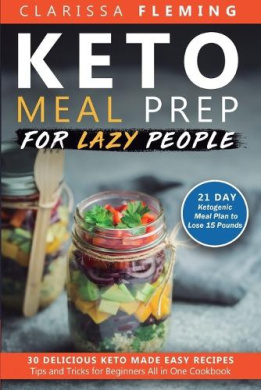 CLARISSA FLEMING
KETO
MEAL PREP
FOR LAZY PEOPLE
21 DAY
Ketogenic
Meal Plan to
Lose 15 Pounds
30 DELICIOUS KETO MADE EASY RECIPES
Tips and Tricks for Beginners All in One Cookbook